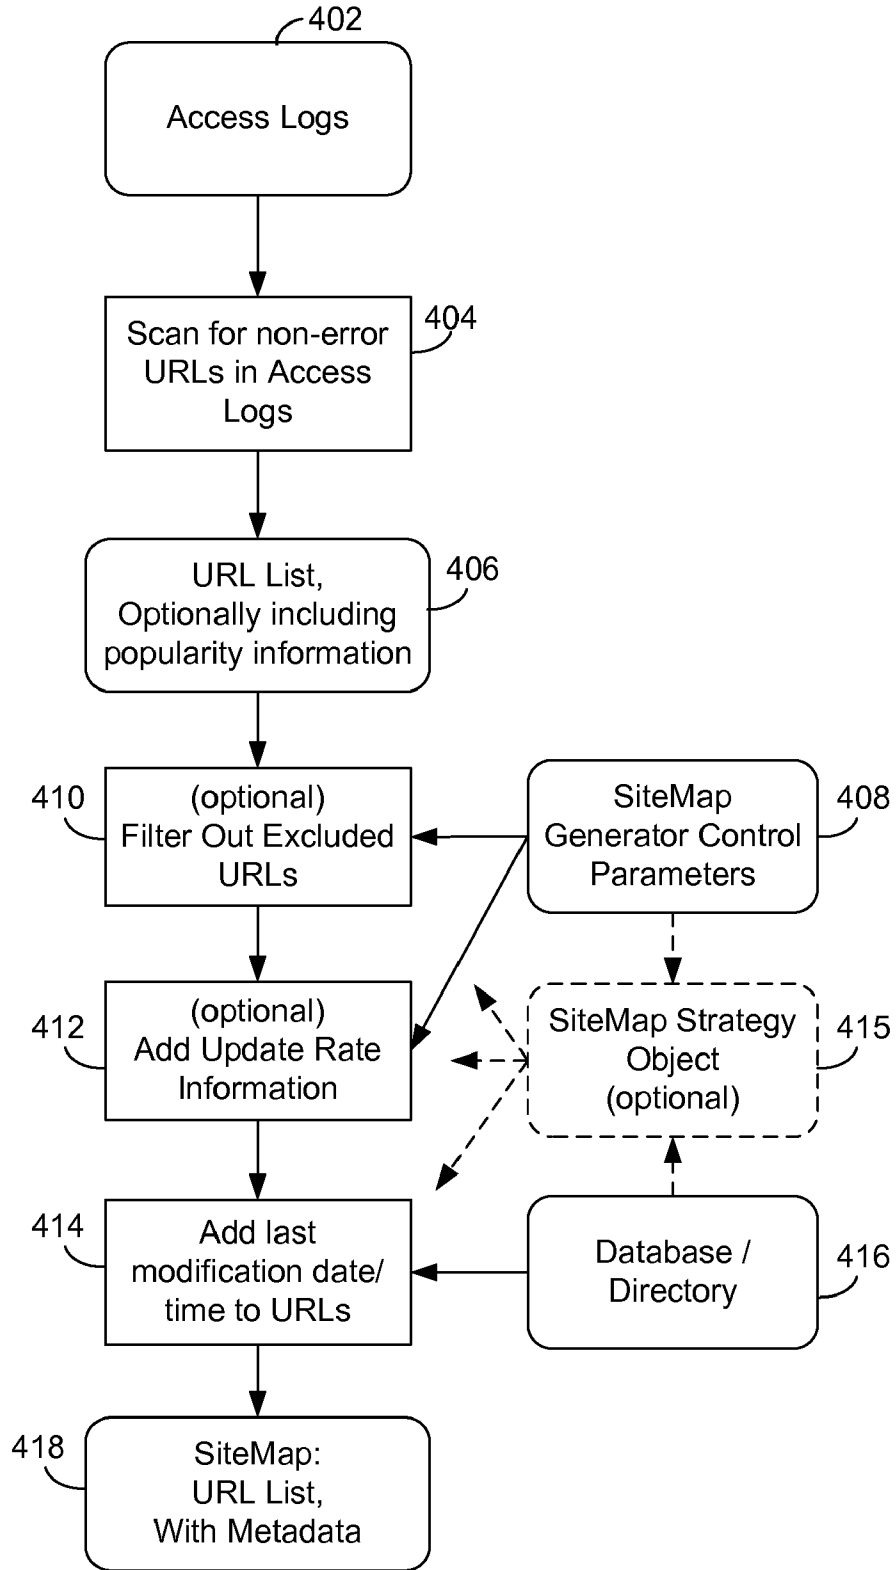 402
Access Logs
404
Scan for non-error
URLs in Access
Logs
406
URL List,
Optionally including
popularity information
410
(optional)
Filter Out Excluded
URLs
408
SiteMap
Generator Control
Parameters
412
(optional)
Add Update Rate
Information
415
SiteMap Strategy
Object
(optional)
414
Add last
modification date/
time to URLs
416
Database /
Directory
418
SiteMap:
URL List,
With Metadata